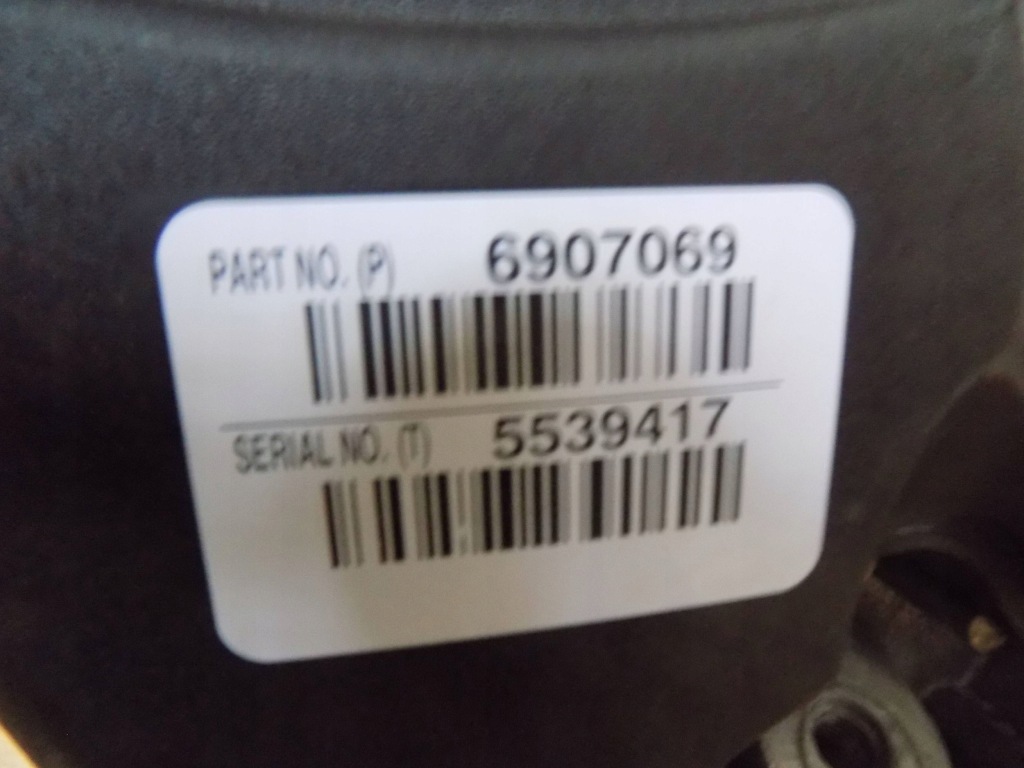 PART NO. (P) 6907069
SERIAL NO. (T) 5539417